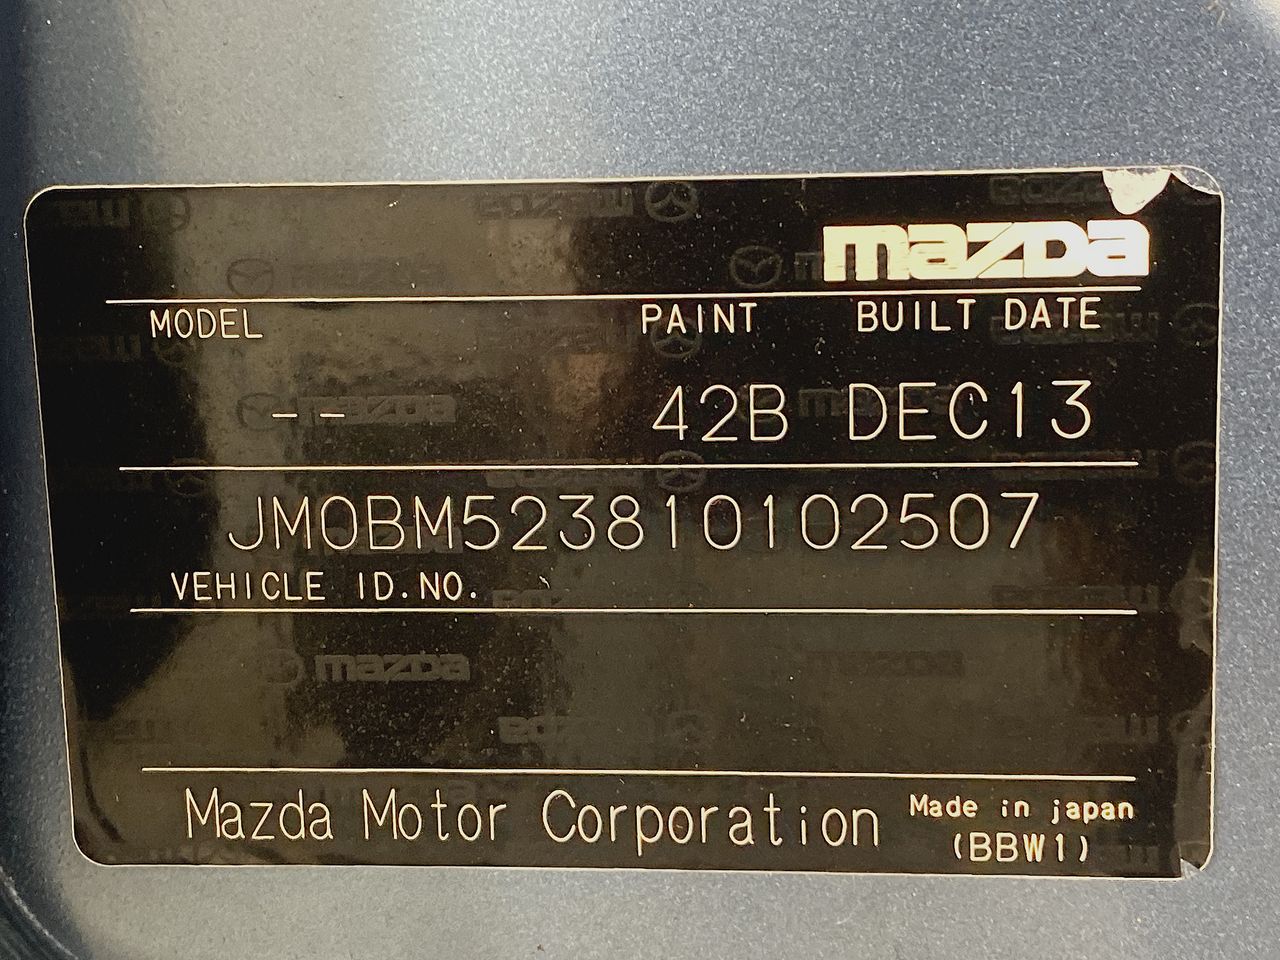 mazda
MODEL PAINT BUILT DATE
-- 42B DEC13
JM0BM523810102507
VEHICLE ID.NO.
Mazda Motor Corporation
Made in japan
(BBW1)